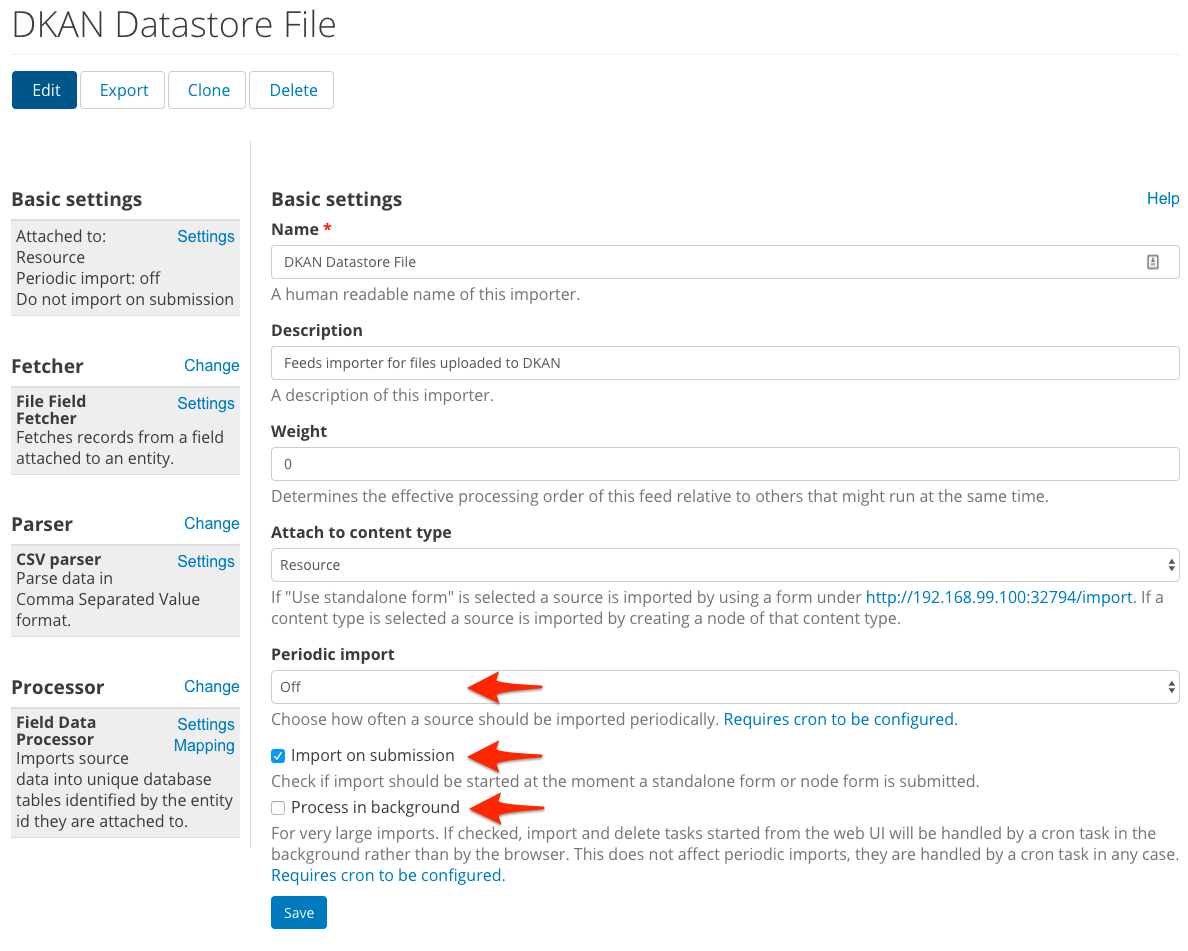 DKAN Datastore File
Edit
Export
Clone
Delete
Basic settings
Attached to:
Settings
Resource
Periodic import: off
Do not import on submission
Fetcher
Change
File Field
Settings
Fetcher
Fetches records from a field
attached to an entity.
Parser
Change
CSV parser
Settings
Parse data in
Comma Separated Value
format.
Processor
Change
Field Data
Settings
Processor
Mapping
Imports source
data into unique database
tables identified by the entity
id they are attached to.
Basic settings
Help
Name *
DKAN Datastore File
A human readable name of this importer.
Description
Feeds importer for files uploaded to DKAN
A description of this importer.
Weight
0
Determines the effective processing order of this feed relative to others that might run at the same time.
Attach to content type
Resource
If "Use standalone form" is selected a source is imported by using a form under http://192.168.99.100:32794/import. If a
content type is selected a source is imported by creating a node of that content type.
Periodic import
Off
Choose how often a source should be imported periodically. Requires cron to be configured.
Import on submission
Check if import should be started at the moment a standalone form or node form is submitted.
Process in background
For very large imports. If checked, import and delete tasks started from the web UI will be handled by a cron task in the
background rather than by the browser. This does not affect periodic imports, they are handled by a cron task in any case.
Requires cron to be configured.
Save